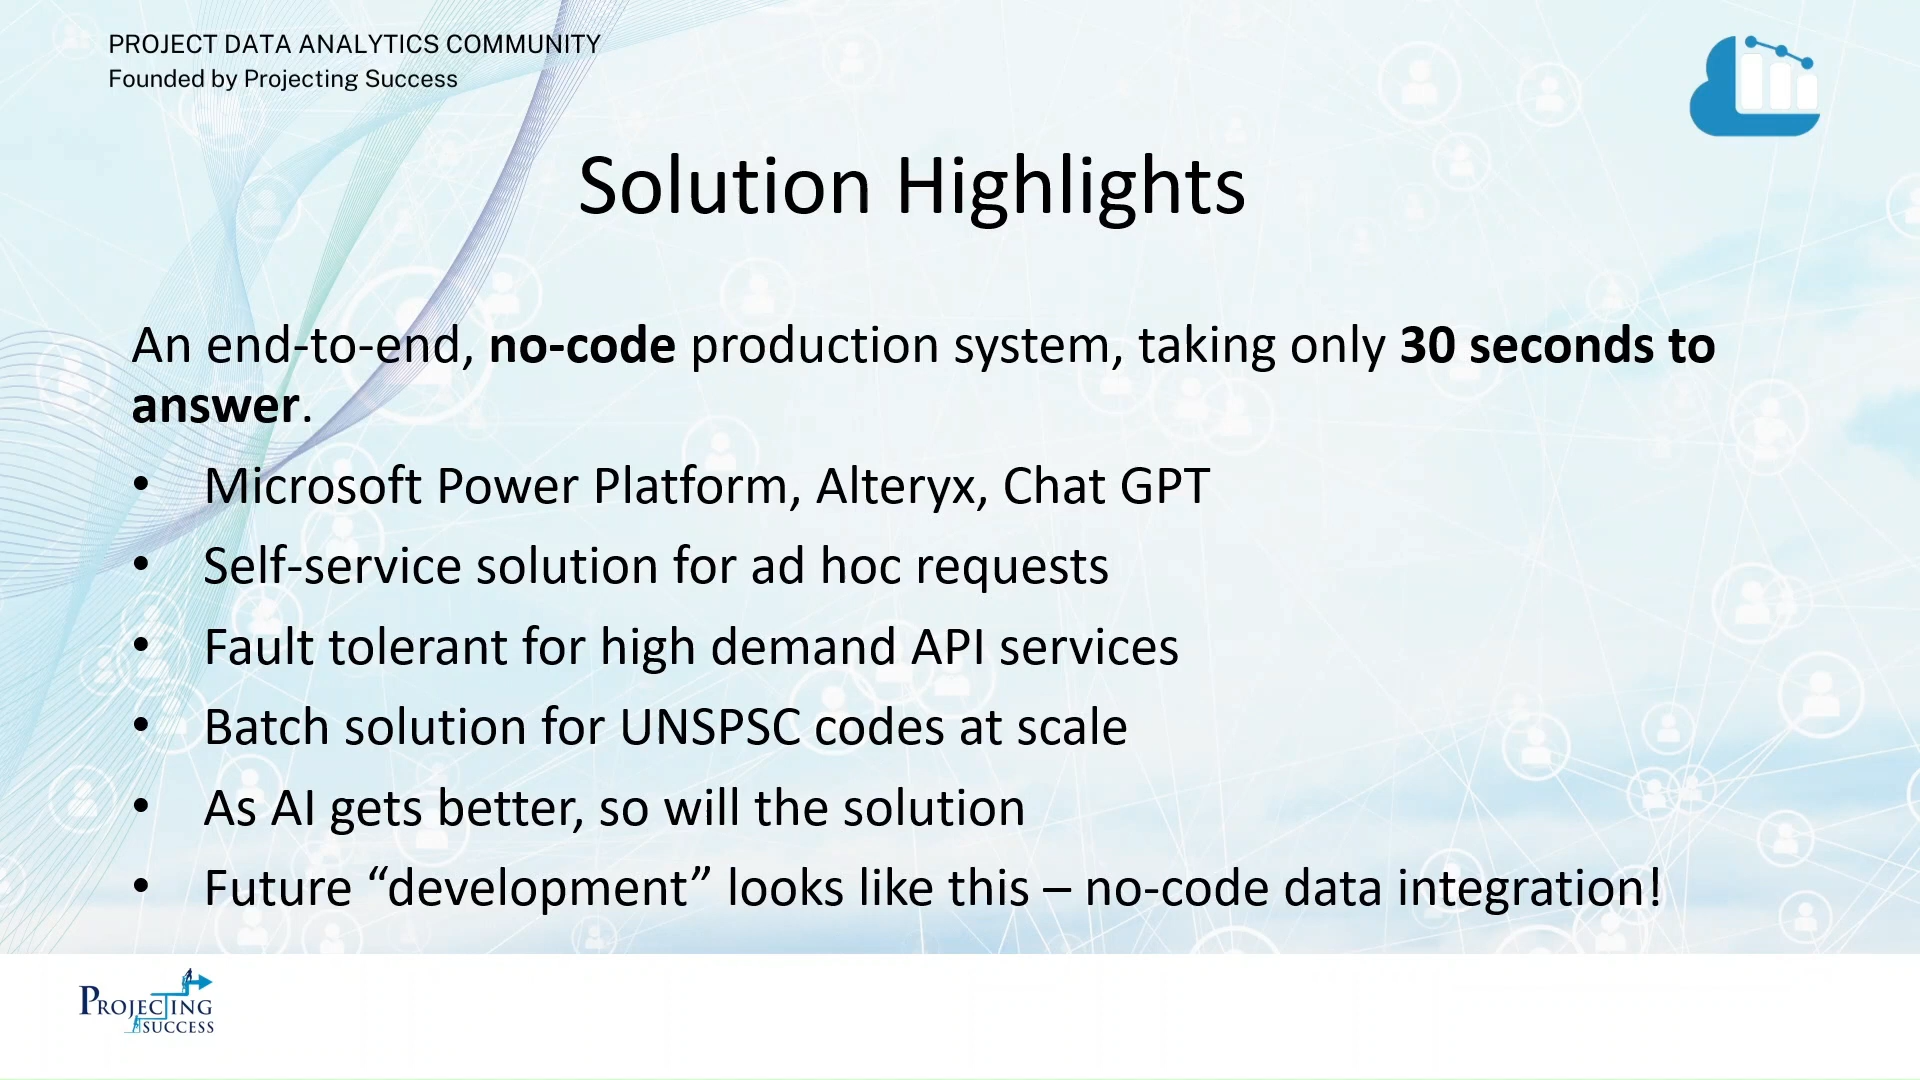 PROJECT DATA ANALYTICS COMMUNITY
Founded by Projecting Success
Solution Highlights
An end-to-end, no-code production system, taking only 30 seconds to
answer.
• Microsoft Power Platform, Alteryx, Chat GPT
• Self-service solution for ad hoc requests
• Fault tolerant for high demand API services
• Batch solution for UNSPSC codes at scale
• As AI gets better, so will the solution
• Future “development” looks like this – no-code data integration!
PROJECTING
SUCCESS